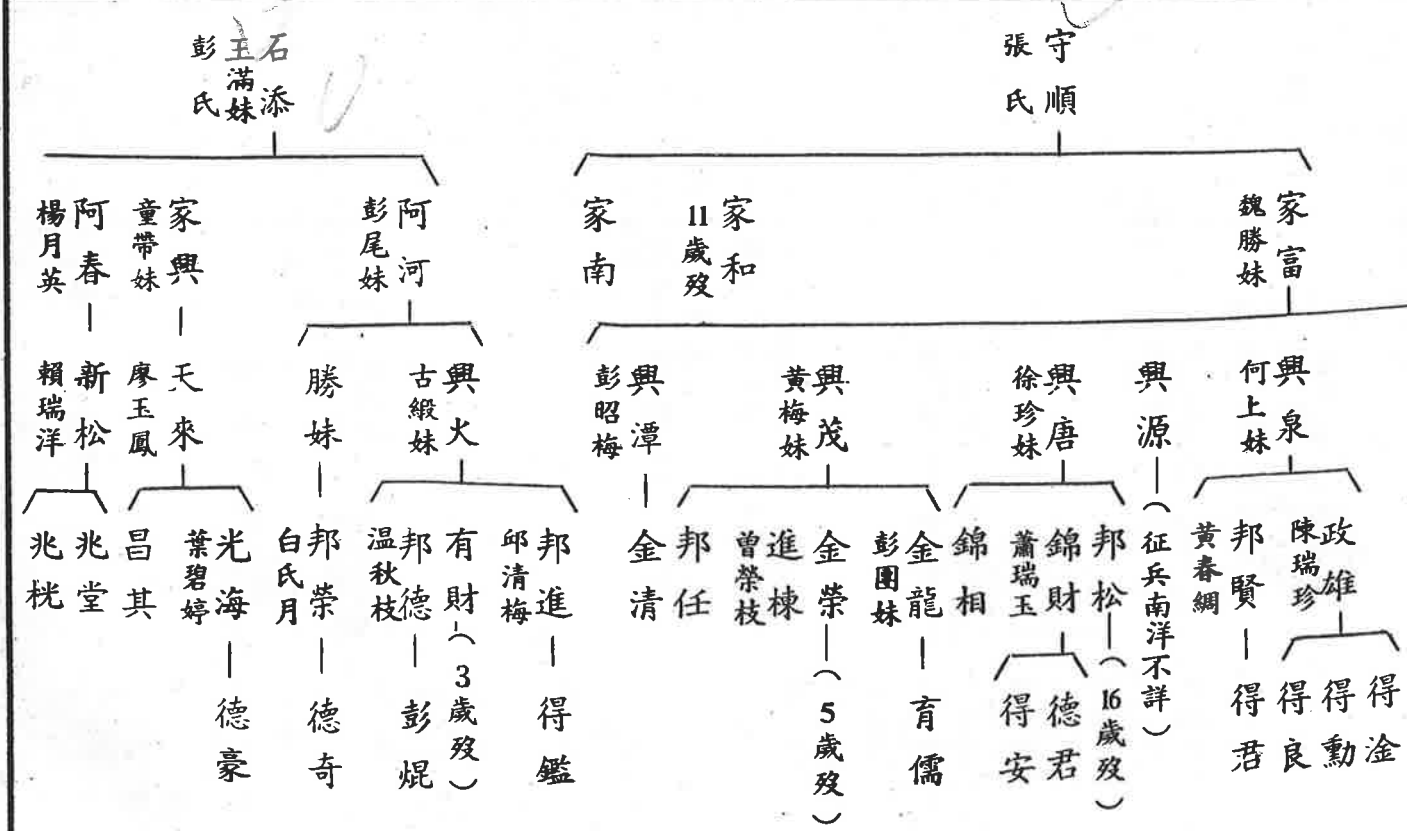 守順
張氏
石添
王滿妹
彭氏
家富
魏勝妹
家和
11歲歿
家南
阿河
彭尾妹
家興
童帶妹
阿春
楊月英
興泉
何上妹
興源
(征兵南洋不詳)
興唐
徐珍妹
興茂
黃梅妹
興潭
彭昭梅
興火
古緞妹
勝妹
天來
廖玉鳳
新松
賴瑞洋
政雄
陳瑞珍
邦賢
黃春綢
邦松
(16歲歿)
錦財
蕭瑞玉
錦相
金龍
彭團妹
金榮
(5歲歿)
進棟
曾榮枝
邦任
金清
邦進
邱清梅
有財
(3歲歿)
邦德
温秋枝
邦榮
白氏月
光海
葉碧婷
昌其
兆堂
兆桄
得淦
得勳
得良
得君
德君
得安
育儒
得鑑
彭焜
德奇
德豪